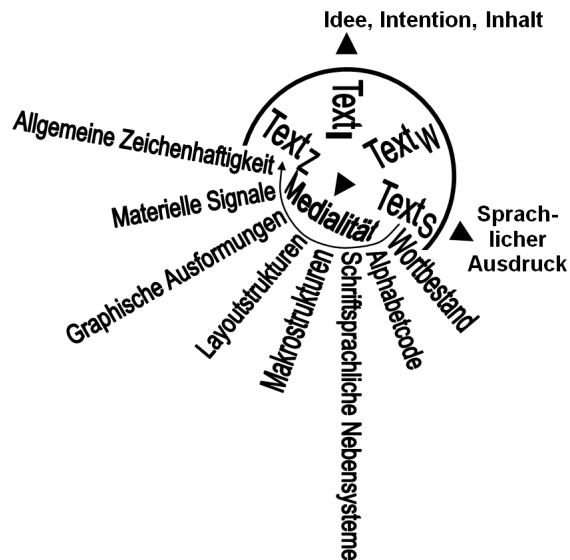 Idee, Intention, Inhalt
Text I
Text Z
Text W
Text S
Medialität
Sprach-
licher
Ausdruck
Allgemeine Zeichenhaftigkeit
Materielle Signale
Graphische Ausformungen
Layoutstrukturen
Makrostrukturen
Schriftsprachliche Nebensysteme
Alphabetcode
Wortbestand